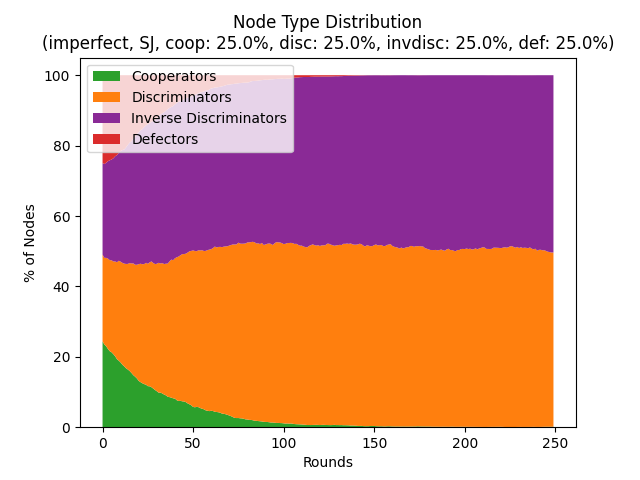 Node Type Distribution
(imperfect, SJ, coop: 25.0%, disc: 25.0%, invdisc: 25.0%, def: 25.0%)
100
80
60
40
20
0
% of Nodes
Cooperators
Discriminators
Inverse Discriminators
Defectors
0 50 100 150 200 250
Rounds